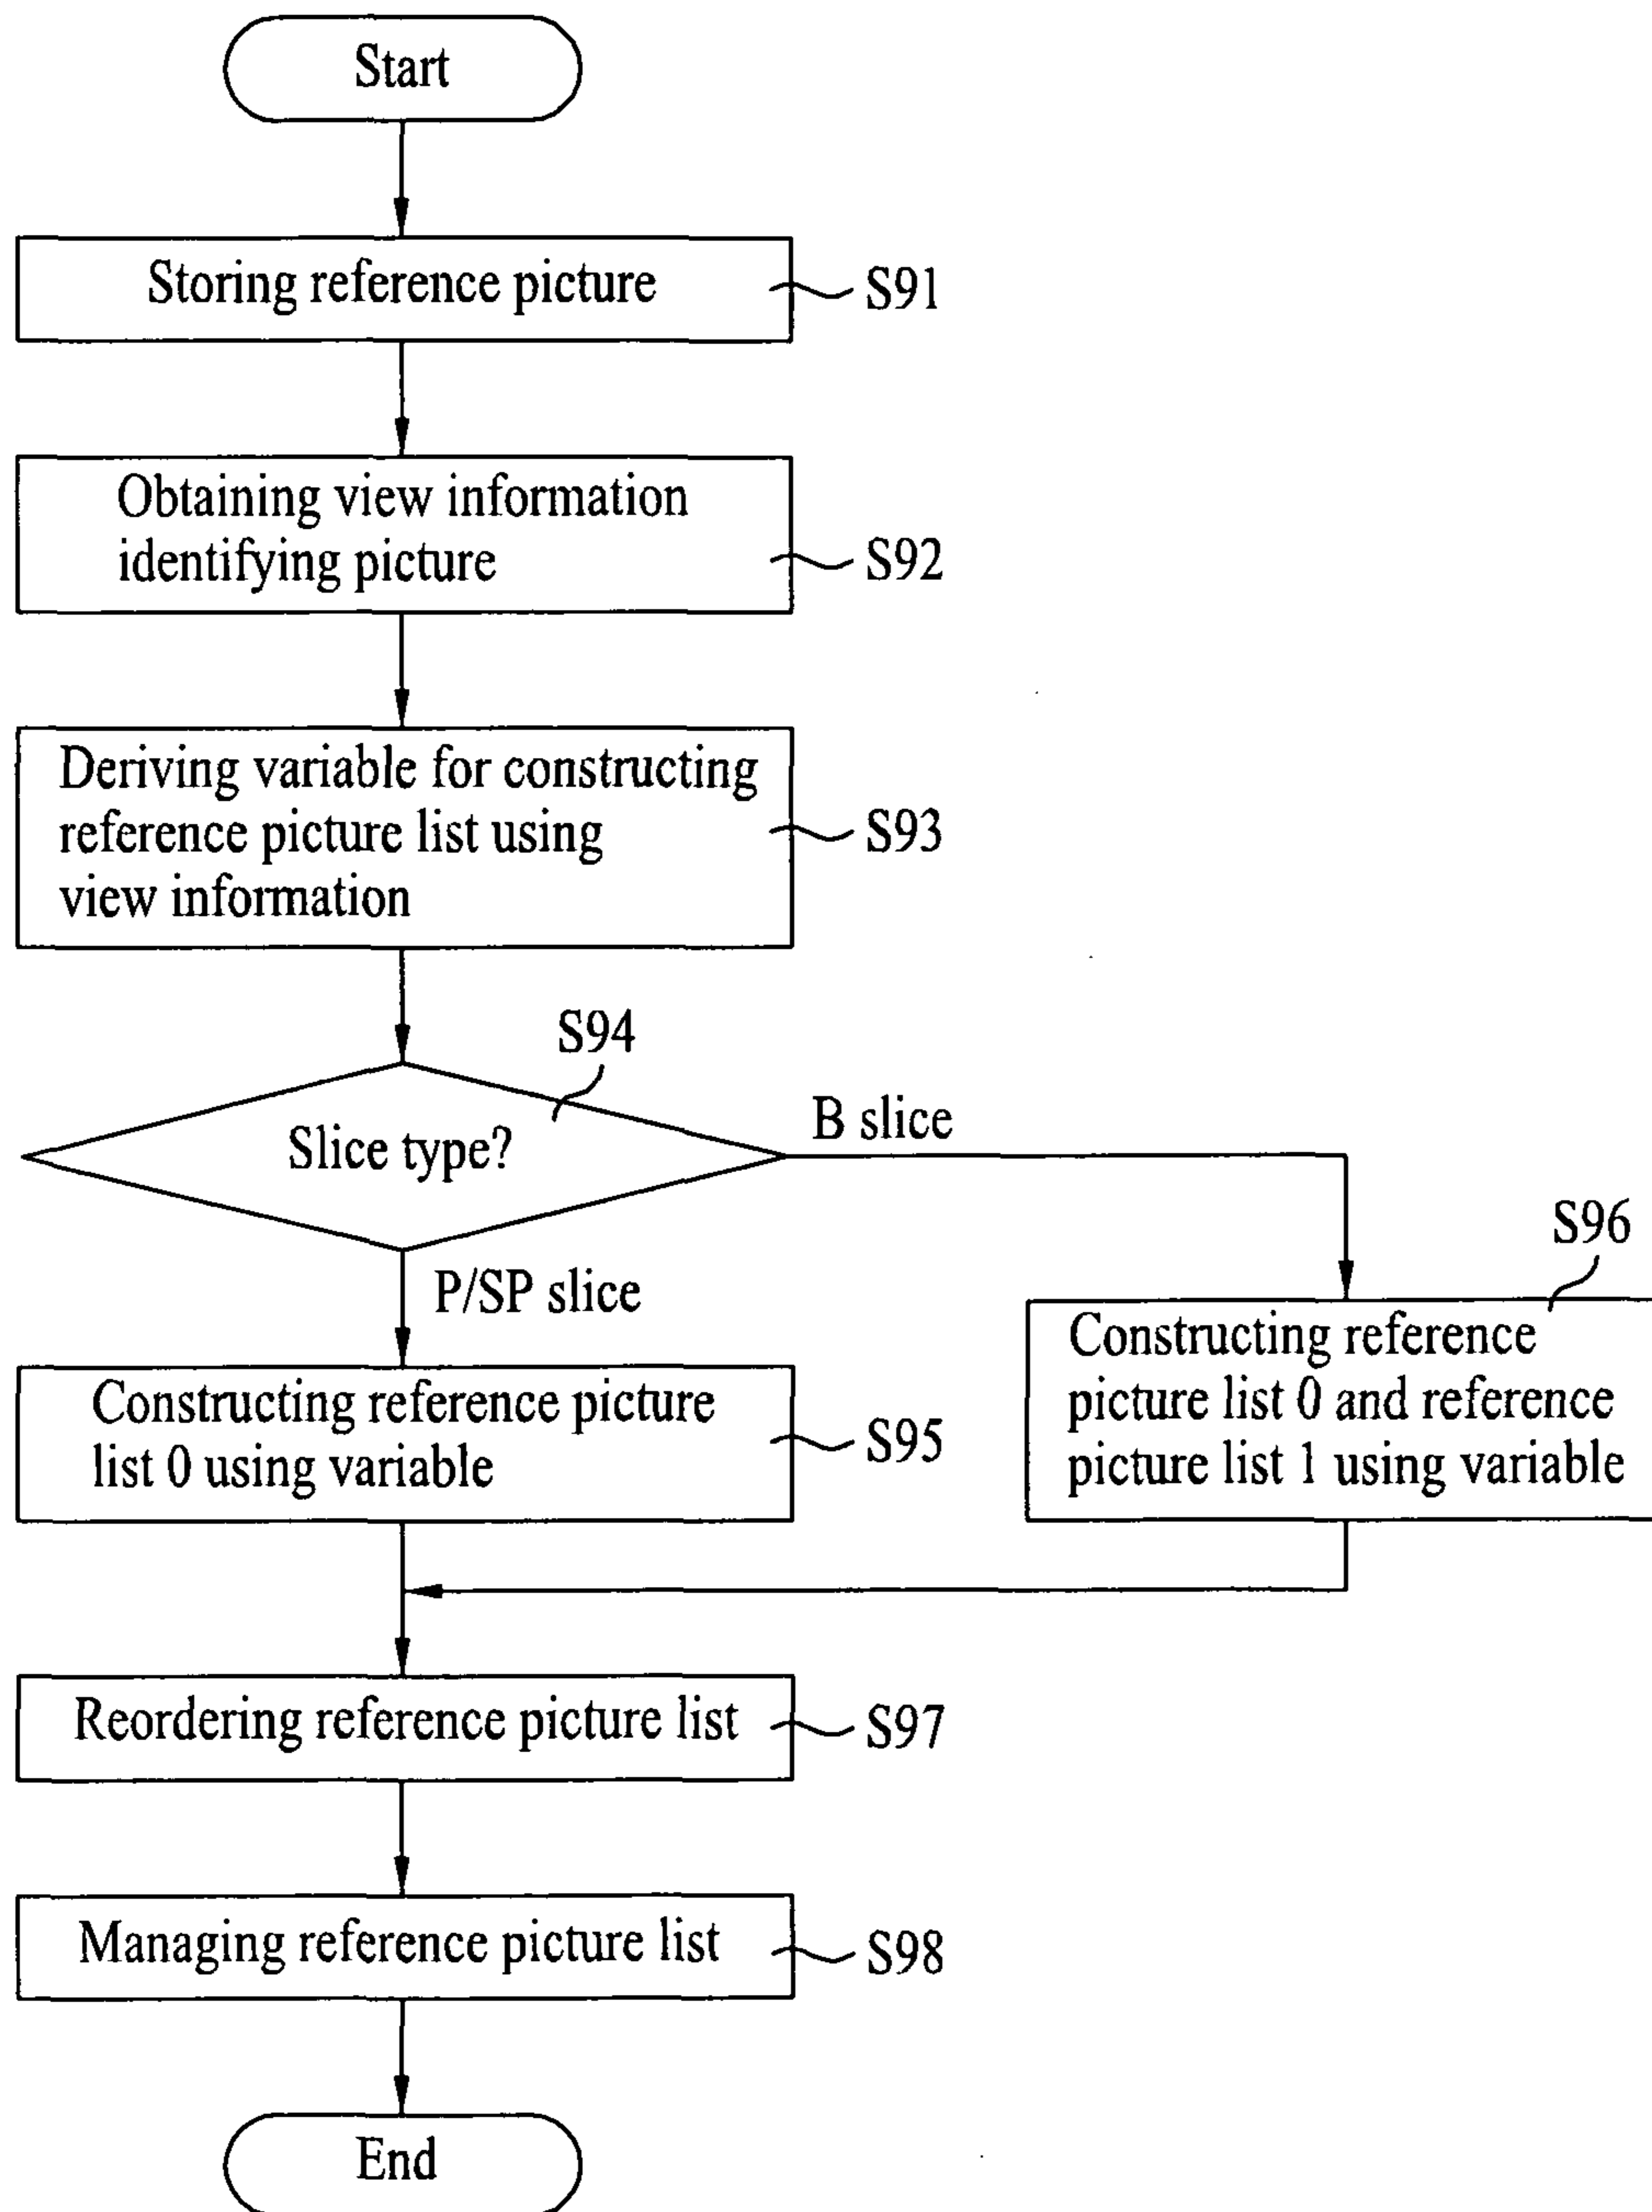 Start
Storing reference picture
S91
Obtaining view information
identifying picture
S92
Deriving variable for constructing
reference picture list using
view information
S93
S94
Slice type?
B slice
P/SP slice
S96
Constructing reference
picture list 0 and reference
picture list 1 using variable
Constructing reference picture
list 0 using variable
S95
Reordering reference picture list
S97
Managing reference picture list
S98
End